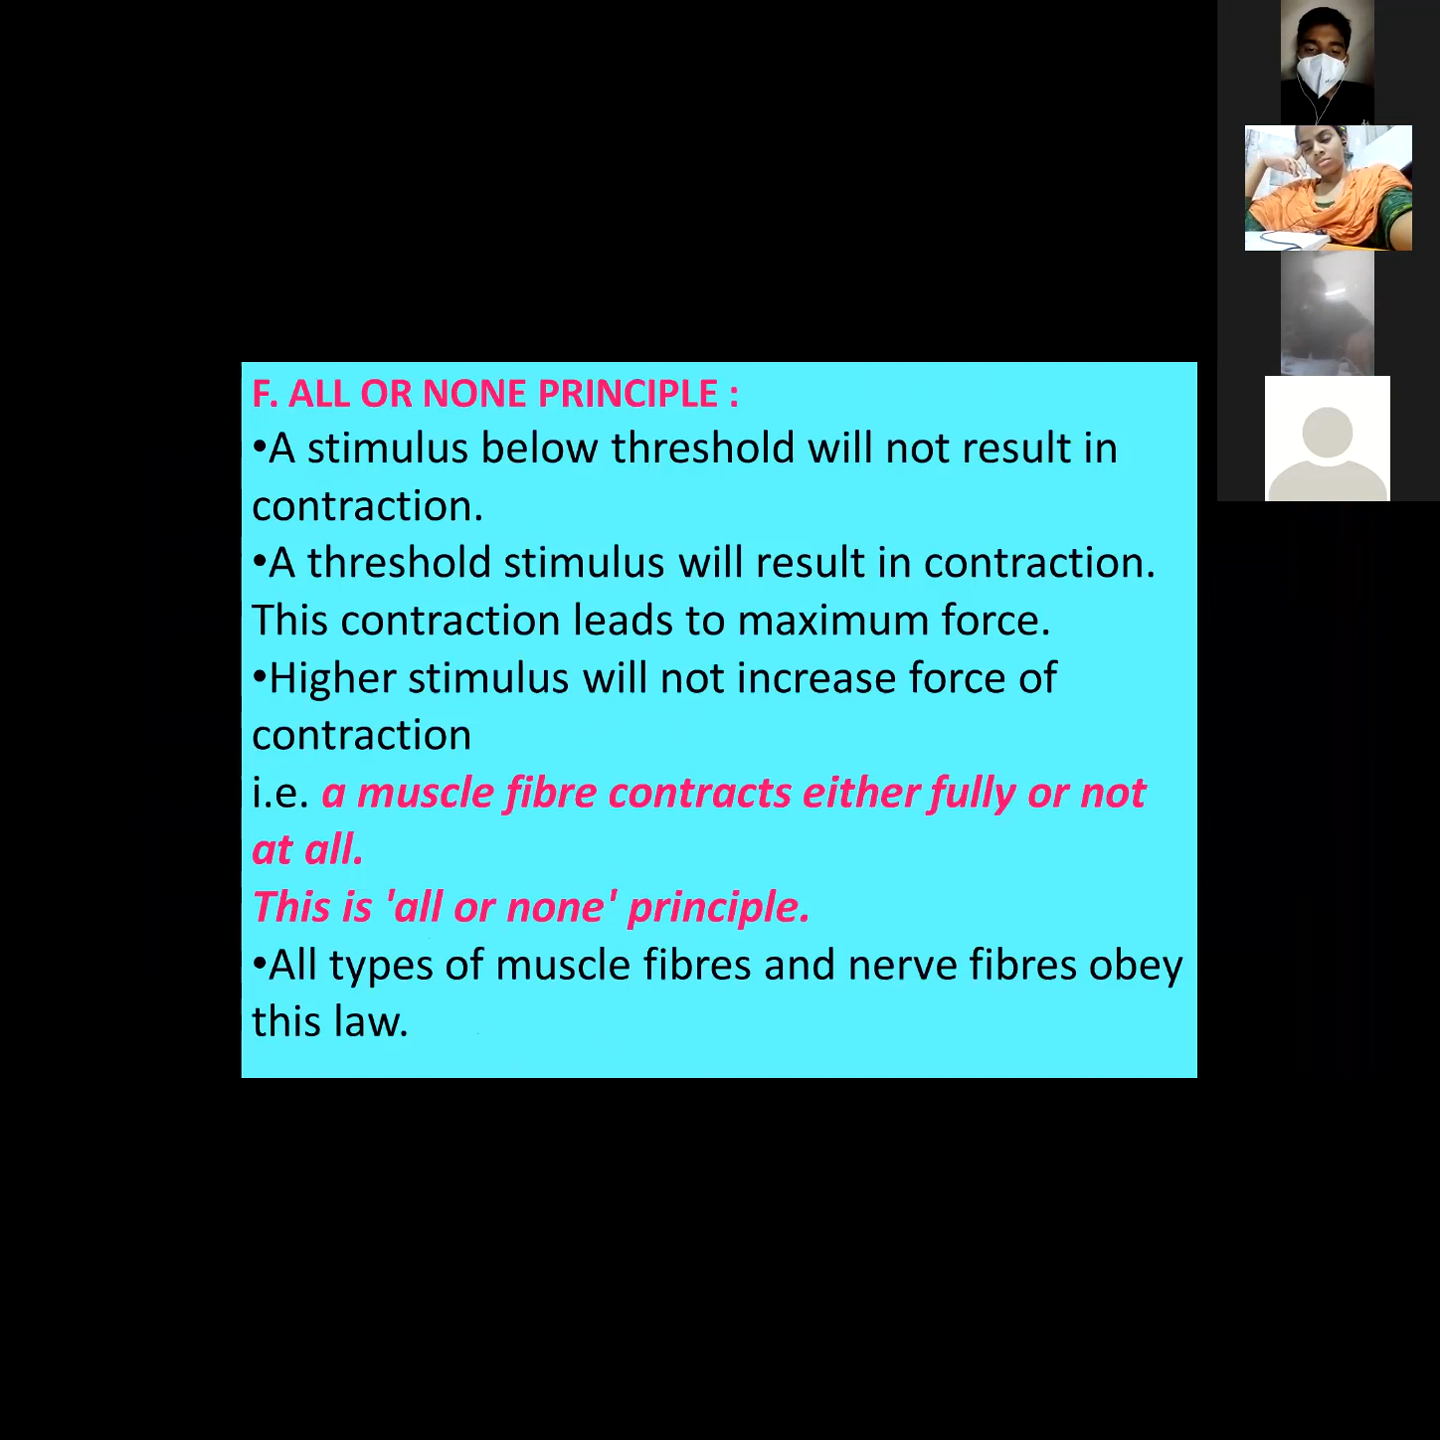 F. ALL OR NONE PRINCIPLE :
•A stimulus below threshold will not result in
contraction.
•A threshold stimulus will result in contraction.
This contraction leads to maximum force.
•Higher stimulus will not increase force of
contraction
i.e. a muscle fibre contracts either fully or not
at all.
This is 'all or none' principle.
•All types of muscle fibres and nerve fibres obey
this law.